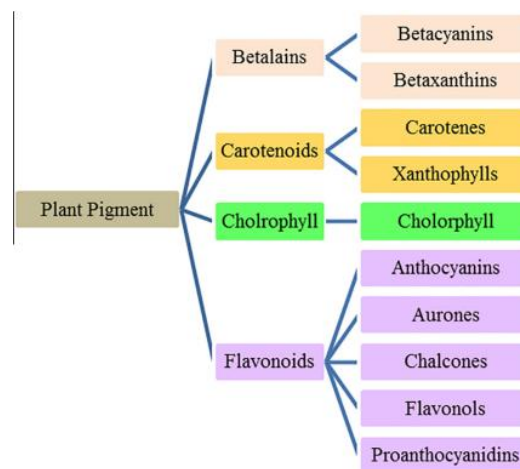 Plant Pigment
Betalains
Betacyanins
Betaxanthins
Carotenoids
Carotenes
Xanthophylls
Cholrophyll
Cholorphyll
Flavonoids
Anthocyanins
Aurones
Chalcones
Flavonols
Proanthocyanidins